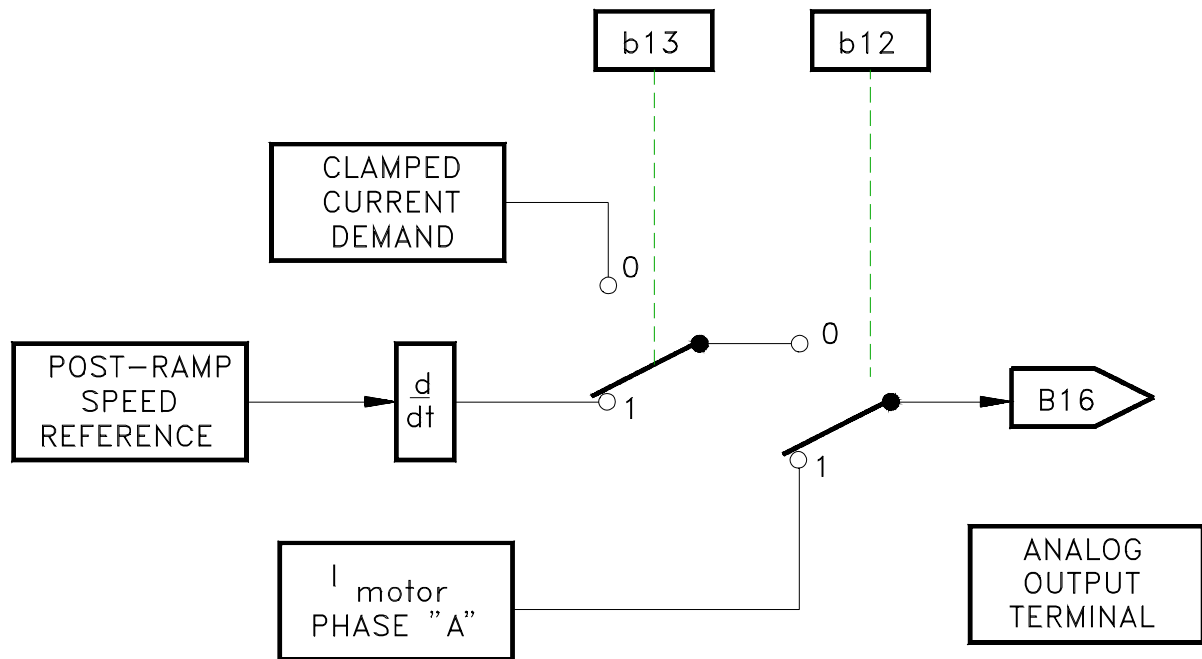 b13
b12
CLAMPED
CURRENT
DEMAND
0
0
POST-RAMP
SPEED
REFERENCE
d
dt
1
B16
1
I motor
PHASE "A"
ANALOG
OUTPUT
TERMINAL